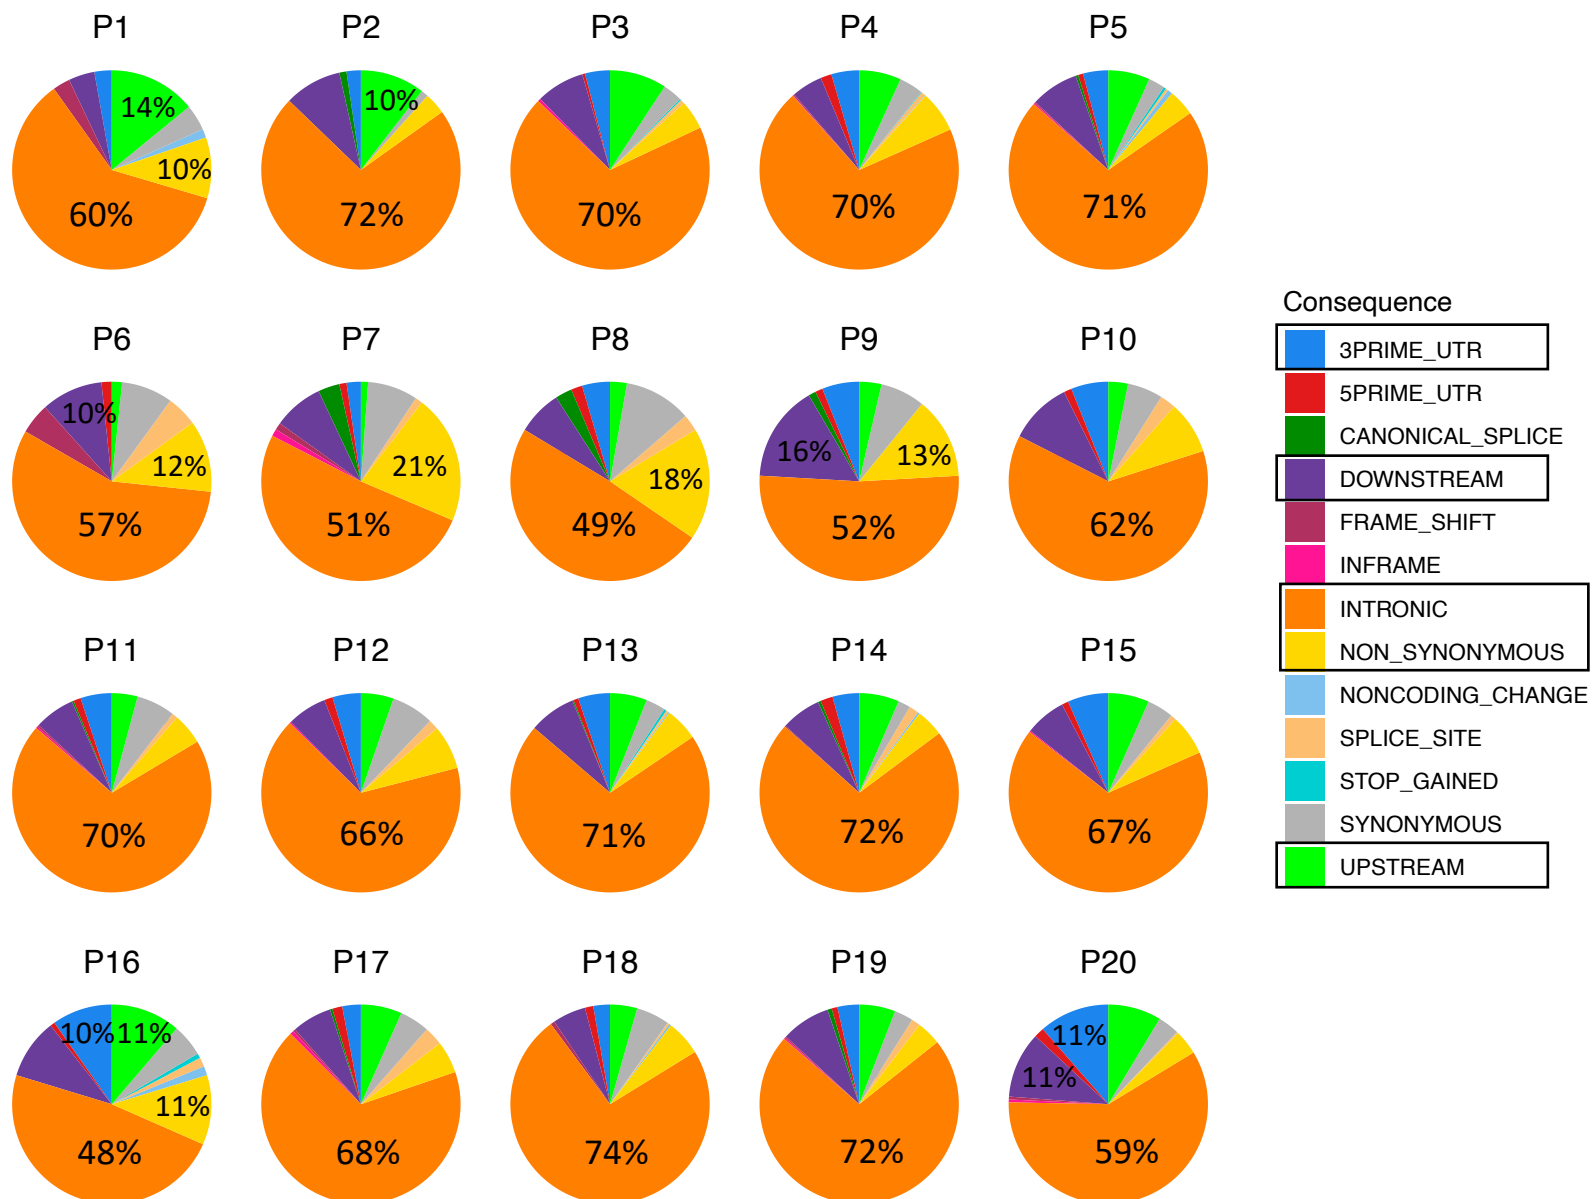 P1 P2 P3 P4 P5
14%
10%
60%
10%
72%
70%
70%
71%
P6 P7 P8 P9 P10
10%
12%
57%
21%
51%
18%
49%
16%
13%
52%
62%
P11 P12 P13 P14 P15
70%
66%
71%
72%
67%
P16 P17 P18 P19 P20
10%
11%
11%
48%
68%
74%
72%
11%
11%
59%
Consequence
3PRIME_UTR
5PRIME_UTR
CANONICAL_SPLICE
DOWNSTREAM
FRAME_SHIFT
INFRAME
INTRONIC
NON_SYNONYMOUS
NONCODING_CHANGE
SPLICE_SITE
STOP_GAINED
SYNONYMOUS
UPSTREAM